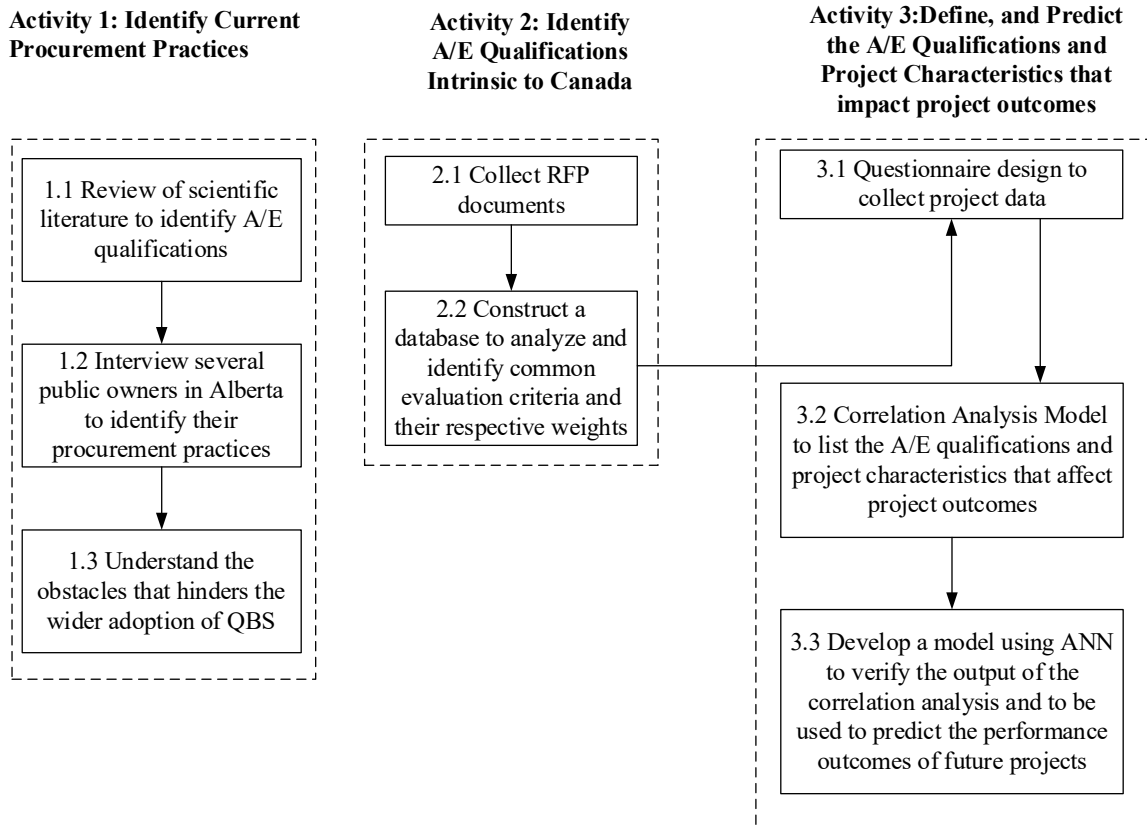 Activity 1: Identify Current
Procurement Practices
1.1 Review of scientific
literature to identify A/E
qualifications
1.2 Interview several
public owners in Alberta
to identify their
procurement practices
1.3 Understand the
obstacles that hinders the
wider adoption of QBS
Activity 2: Identify
A/E Qualifications
Intrinsic to Canada
2.1 Collect RFP
documents
2.2 Construct a
database to analyze and
identify common
evaluation criteria and
their respective weights
Activity 3:Define, and Predict
the A/E Qualifications and
Project Characteristics that
impact project outcomes
3.1 Questionnaire design to
collect project data
3.2 Correlation Analysis Model
to list the A/E qualifications and
project characteristics that affect
project outcomes
3.3 Develop a model using ANN
to verify the output of the
correlation analysis and to be
used to predict the performance
outcomes of future projects